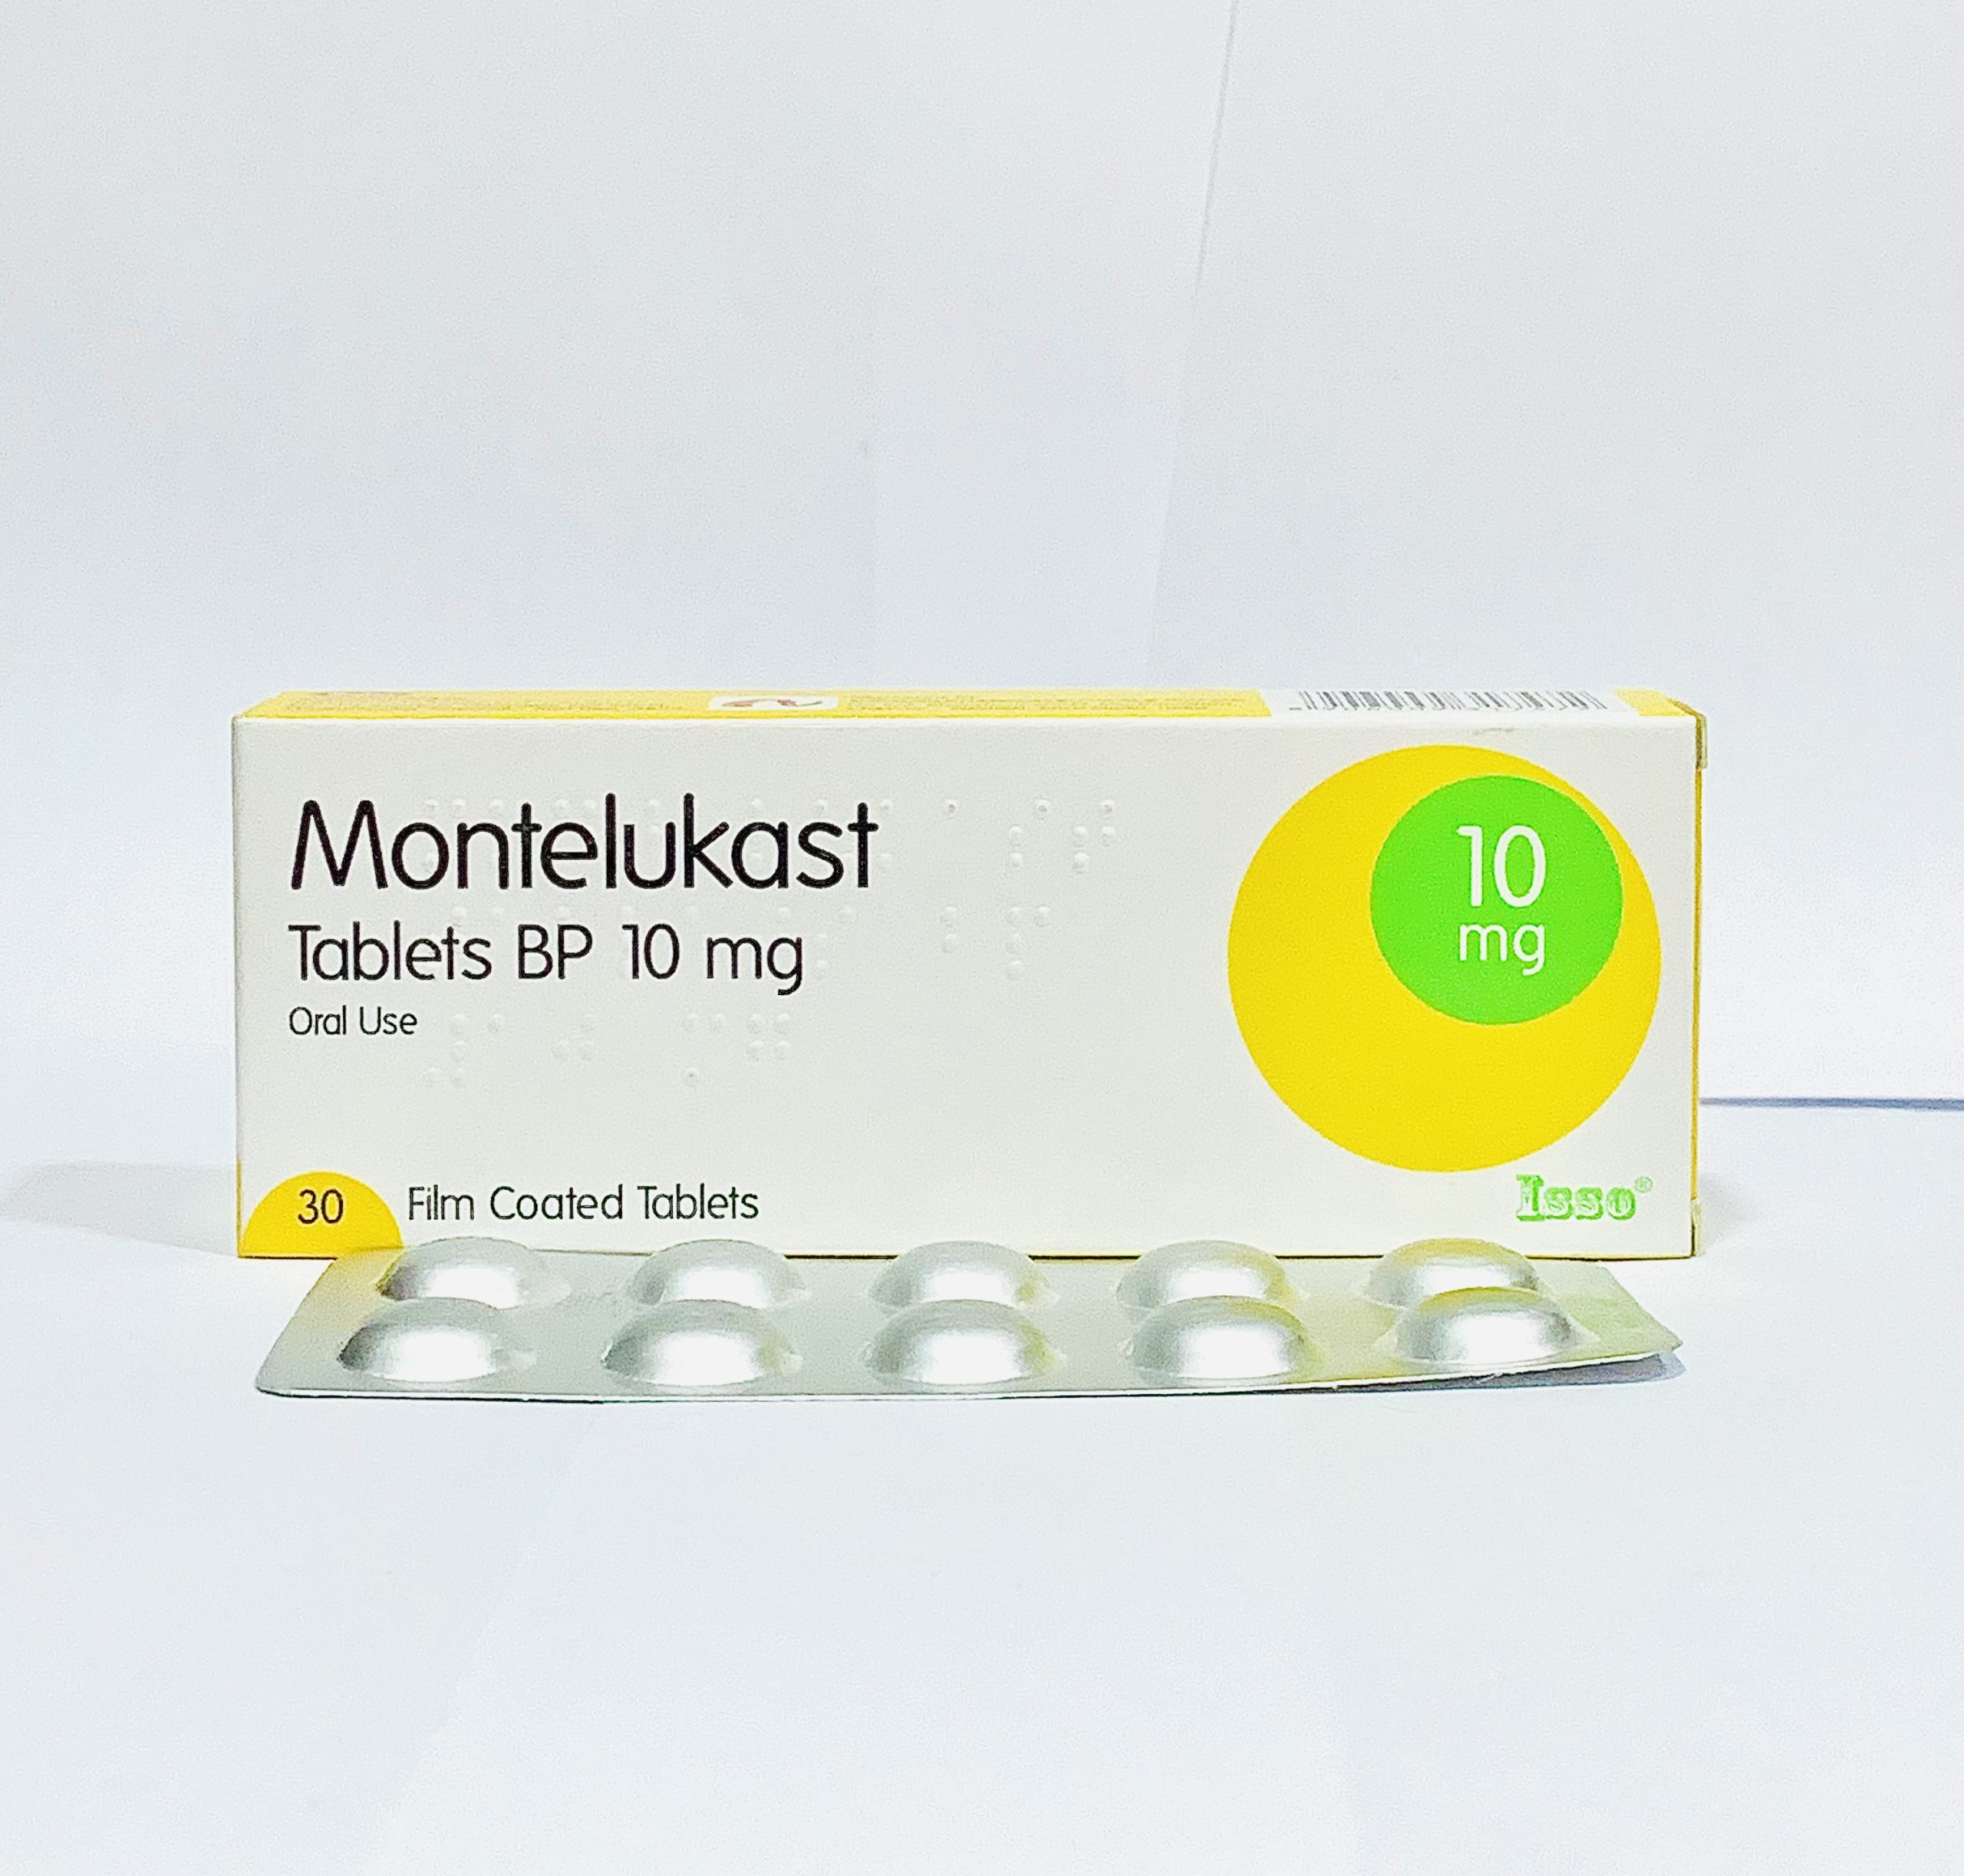 Montelukast
Tablets BP 10 mg
Oral Use
10
mg
30 Film Coated Tablets
Isso®